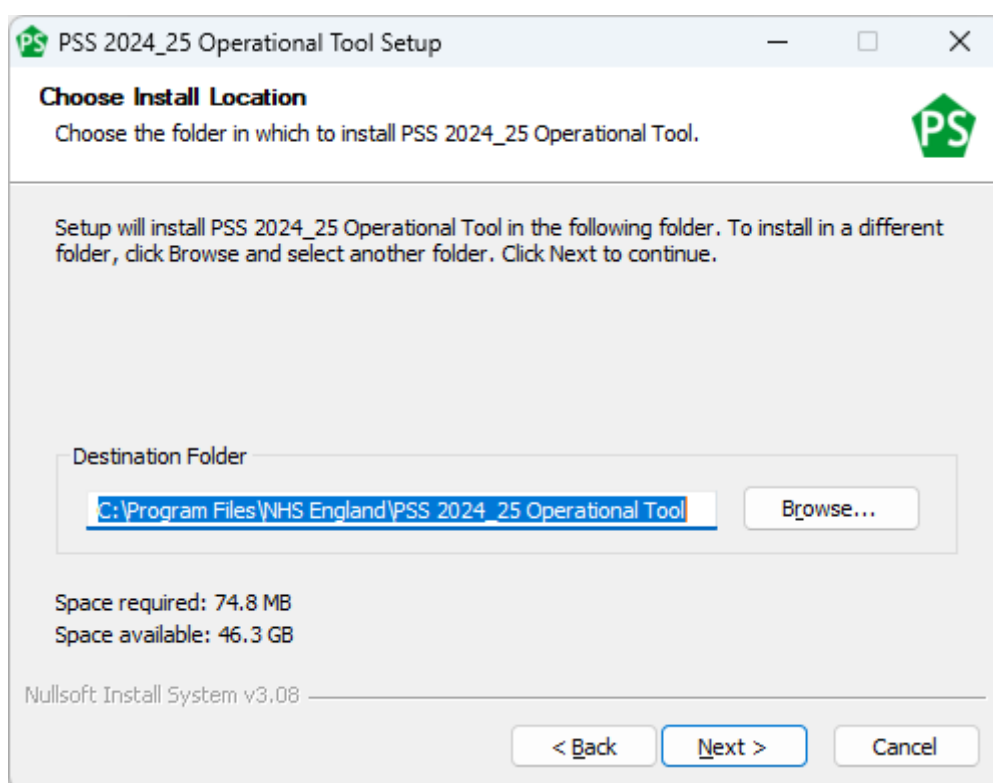 PS PSS 2024_25 Operational Tool Setup
Choose Install Location
Choose the folder in which to install PSS 2024_25 Operational Tool.
PS
Setup will install PSS 2024_25 Operational Tool in the following folder. To install in a different
folder, click Browse and select another folder. Click Next to continue.
Destination Folder
C:\Program Files\NHS England\PSS 2024_25 Operational Tool
Browse...
Space required: 74.8 MB
Space available: 46.3 GB
Nullsoft Install System v3.08
< Back Next > Cancel